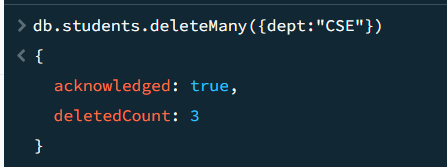 > db.students.deleteMany({dept:"CSE"})
< {
acknowledged: true,
deletedCount: 3
}